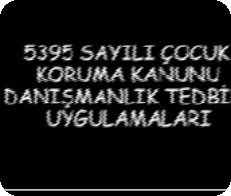 5395 SAYILI ÇOCUK
KORUMA KANUNU
DANIŞMANLIK TEDBİ
UYGULAMALARI